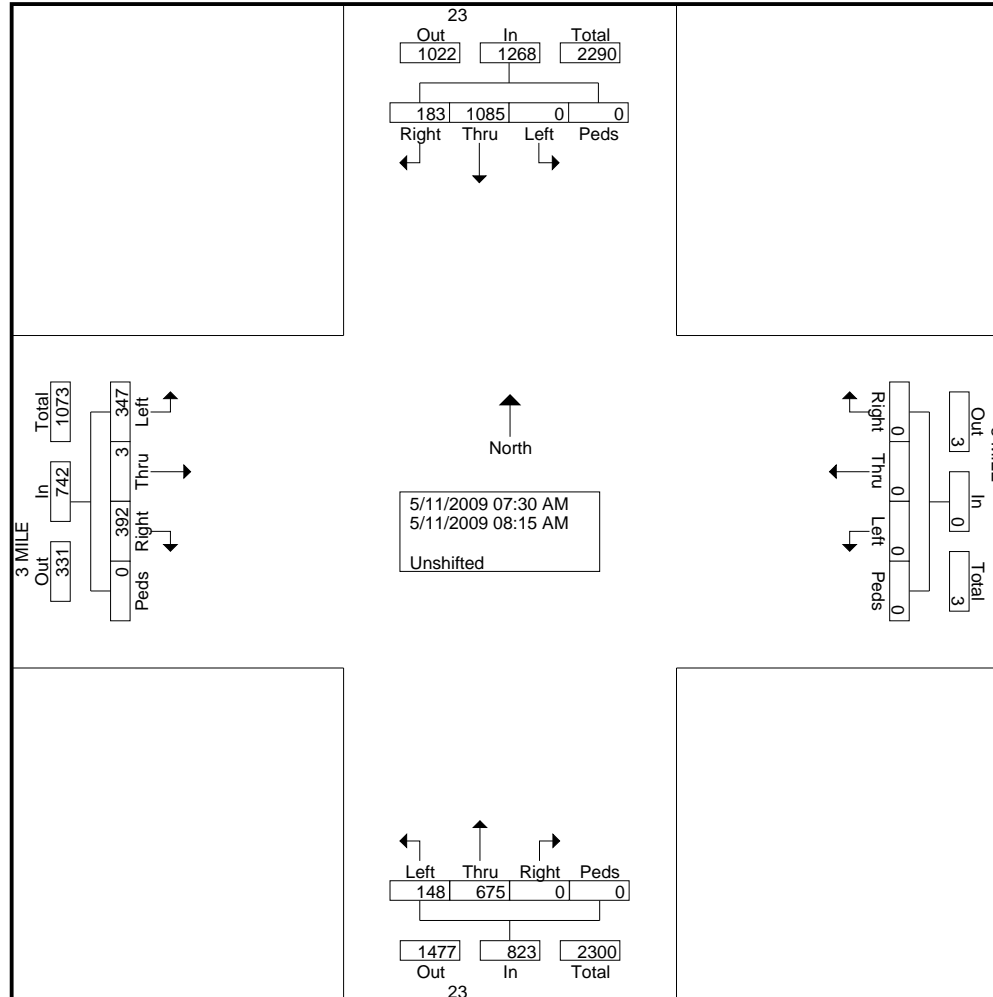 23
Out In Total
1022 1268 2290
183 1085 0 0
Right Thru Left Peds
3 MILE
Out In Total
331 742 1073
Left Thru Right Peds
347 3 392 0
North
5/11/2009 07:30 AM
5/11/2009 08:15 AM
Unshifted
Right Thru Left Peds
0 0 0 0
Out In Total
3 0 3
Left Thru Right Peds
148 675 0 0
1477 823 2300
Out In Total
23